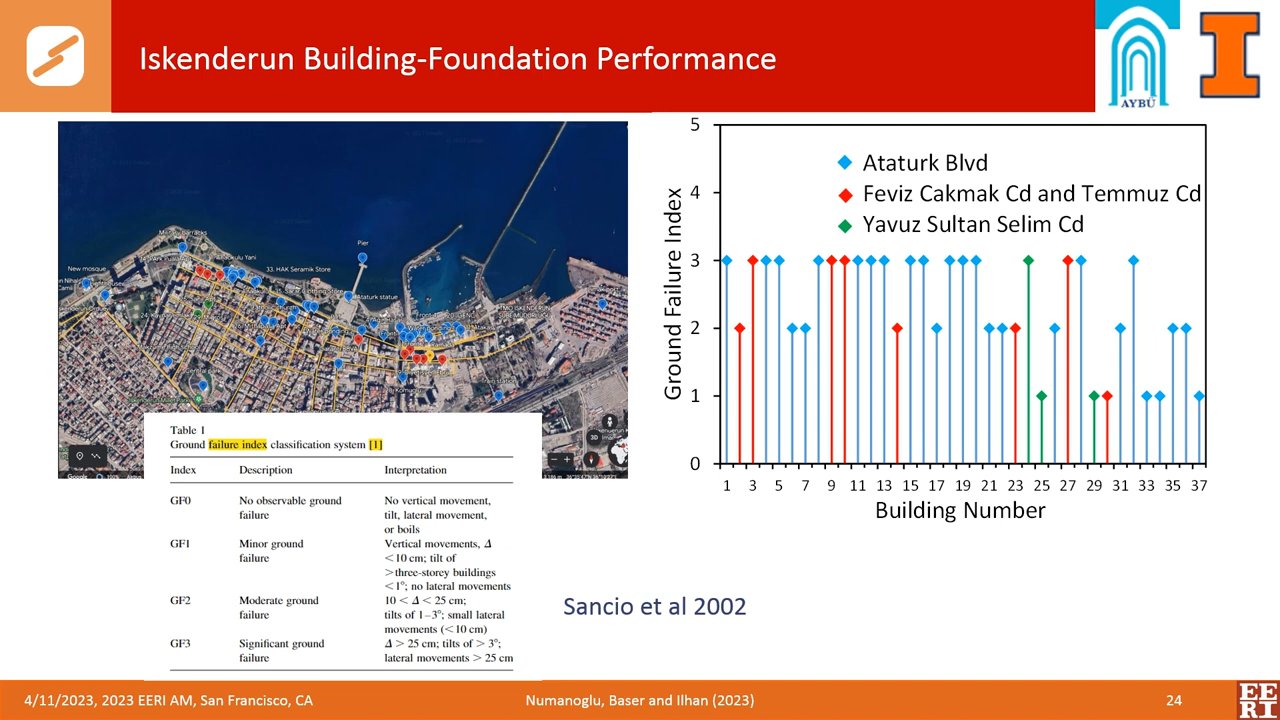 Iskenderun Building-Foundation Performance
AYBÜ
Pier
New mosque
33. HAK Seramik Store
Ataturk statue
Train station
3D
Google
100%
Table 1
Ground failure index classification system [1]
Index Description Interpretation
GF0 No observable ground No vertical movement,
failure tilt, lateral movement,
or boils
GF1 Minor ground Vertical movements, Δ
failure <10 cm; tilt of
>three-storey buildings
<1°; no lateral movements
GF2 Moderate ground 10 < Δ < 25 cm;
failure tilts of 1–3°; small lateral
movements (<10 cm)
GF3 Significant ground Δ > 25 cm; tilts of > 3°;
failure lateral movements > 25 cm
Ground Failure Index
5
4
3
2
1
0
Ataturk Blvd
Feviz Cakmak Cd and Temmuz Cd
Yavuz Sultan Selim Cd
1 3 5 7 9 11 13 15 17 19 21 23 25 27 29 31 33 35 37
Building Number
Sancio et al 2002
4/11/2023, 2023 EERI AM, San Francisco, CA
Numanoglu, Baser and Ilhan (2023)
24
EE
RI